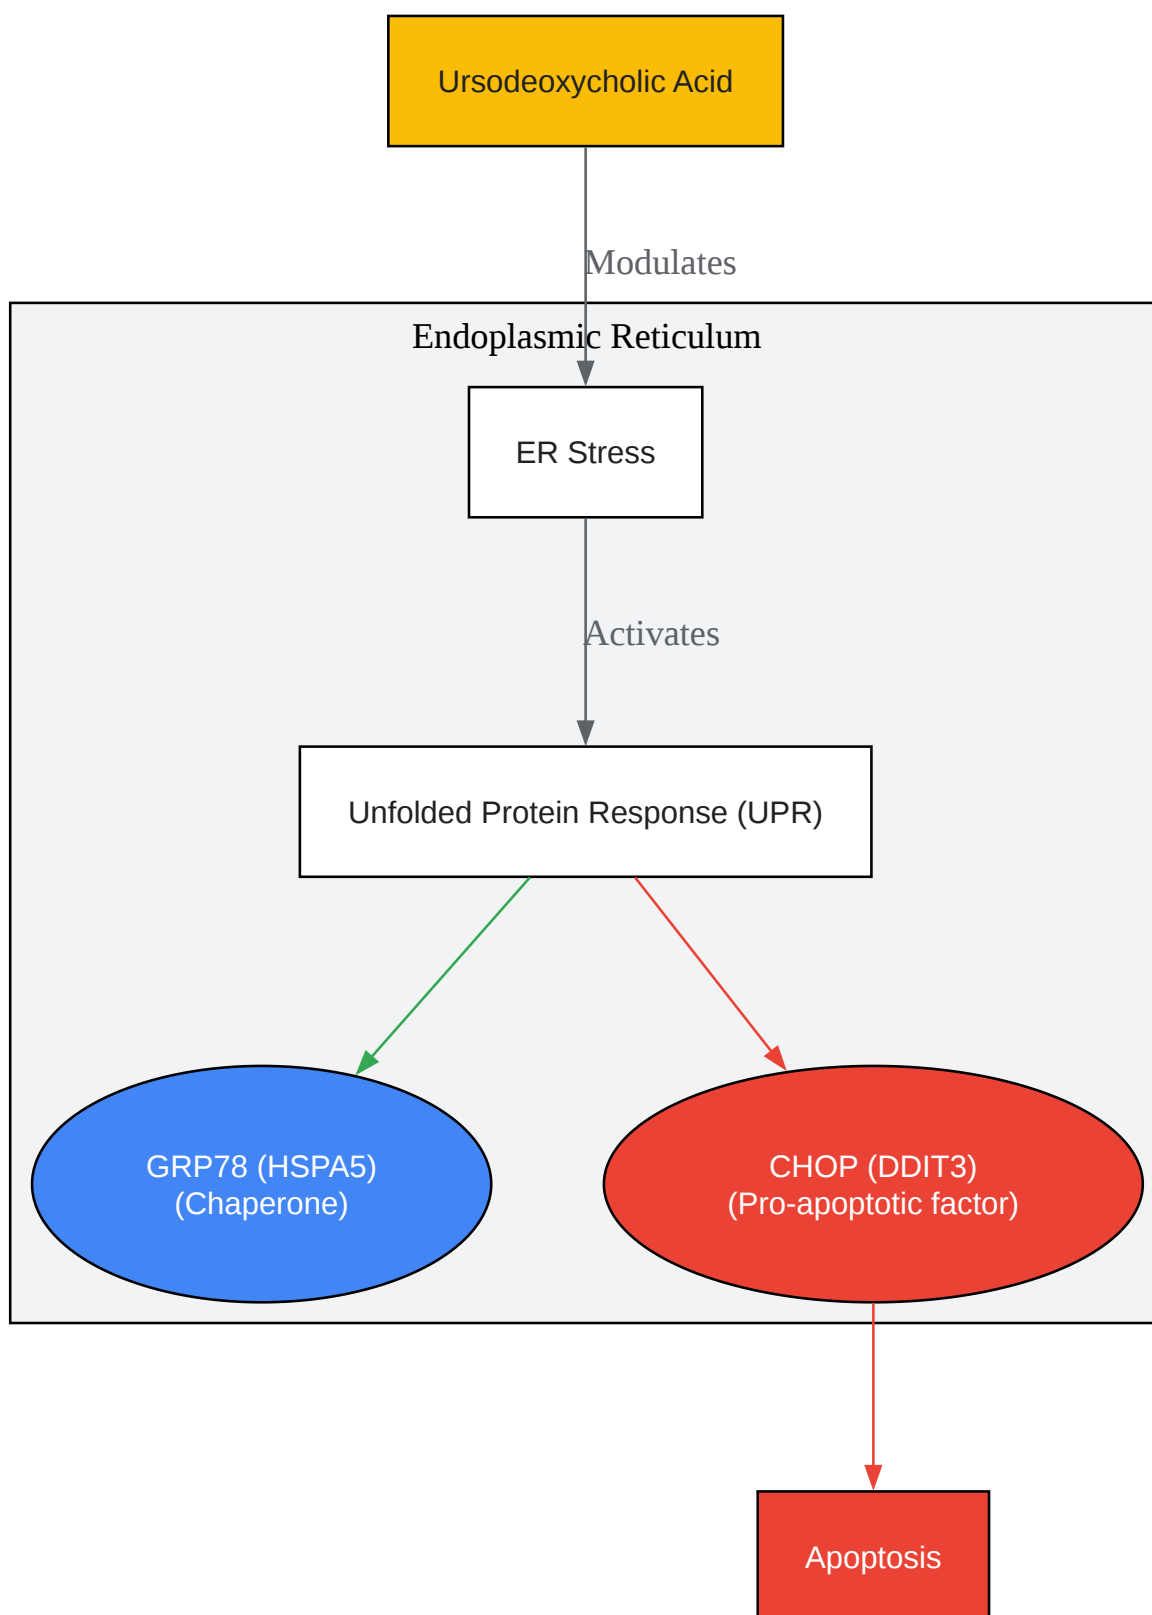 Ursodeoxycholic Acid
Modulates
Endoplasmic Reticulum
ER Stress
Activates
Unfolded Protein Response (UPR)
GRP78 (HSPA5)
(Chaperone)
CHOP (DDIT3)
(Pro-apoptotic factor)
Apoptosis